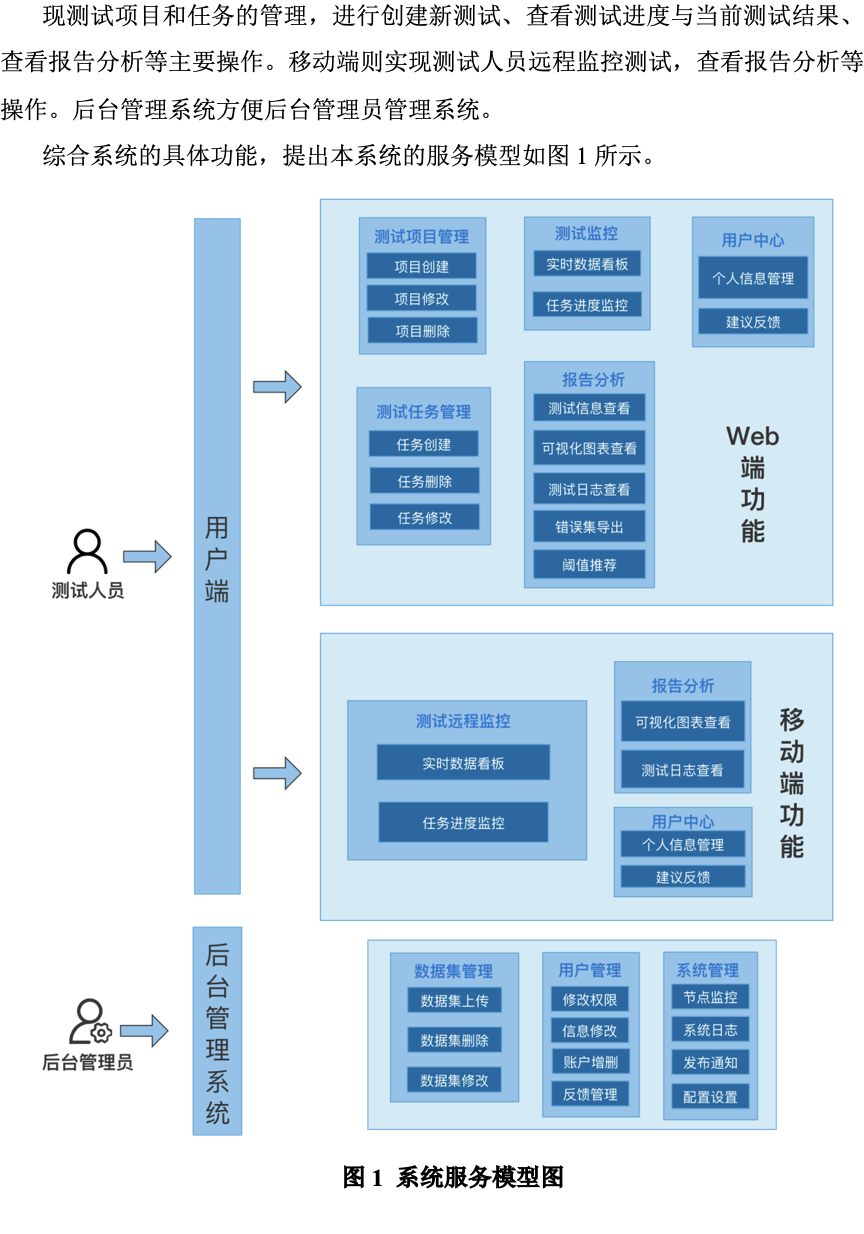 现测试项目和任务的管理，进行创建新测试、查看测试进度与当前测试结果、
查看报告分析等主要操作。移动端则实现测试人员远程监控测试，查看报告分析等
操作。后台管理系统方便后台管理员管理系统。
综合系统的具体功能，提出本系统的服务模型如图 1 所示。
测试人员
用
户
端
测试项目管理
项目创建
项目修改
项目删除
测试监控
实时数据看板
任务进度监控
用户中心
个人信息管理
建议反馈
测试任务管理
任务创建
任务删除
任务修改
报告分析
测试信息查看
可视化图表查看
测试日志查看
错误集导出
阈值推荐
Web
端
功
能
测试远程监控
实时数据看板
任务进度监控
报告分析
可视化图表查看
测试日志查看
用户中心
个人信息管理
建议反馈
移
动
端
功
能
后台管理员
后
台
管
理
系
统
数据集管理
数据集上传
数据集删除
数据集修改
用户管理
修改权限
信息修改
账户增删
反馈管理
系统管理
节点监控
系统日志
发布通知
配置设置
图 1 系统服务模型图